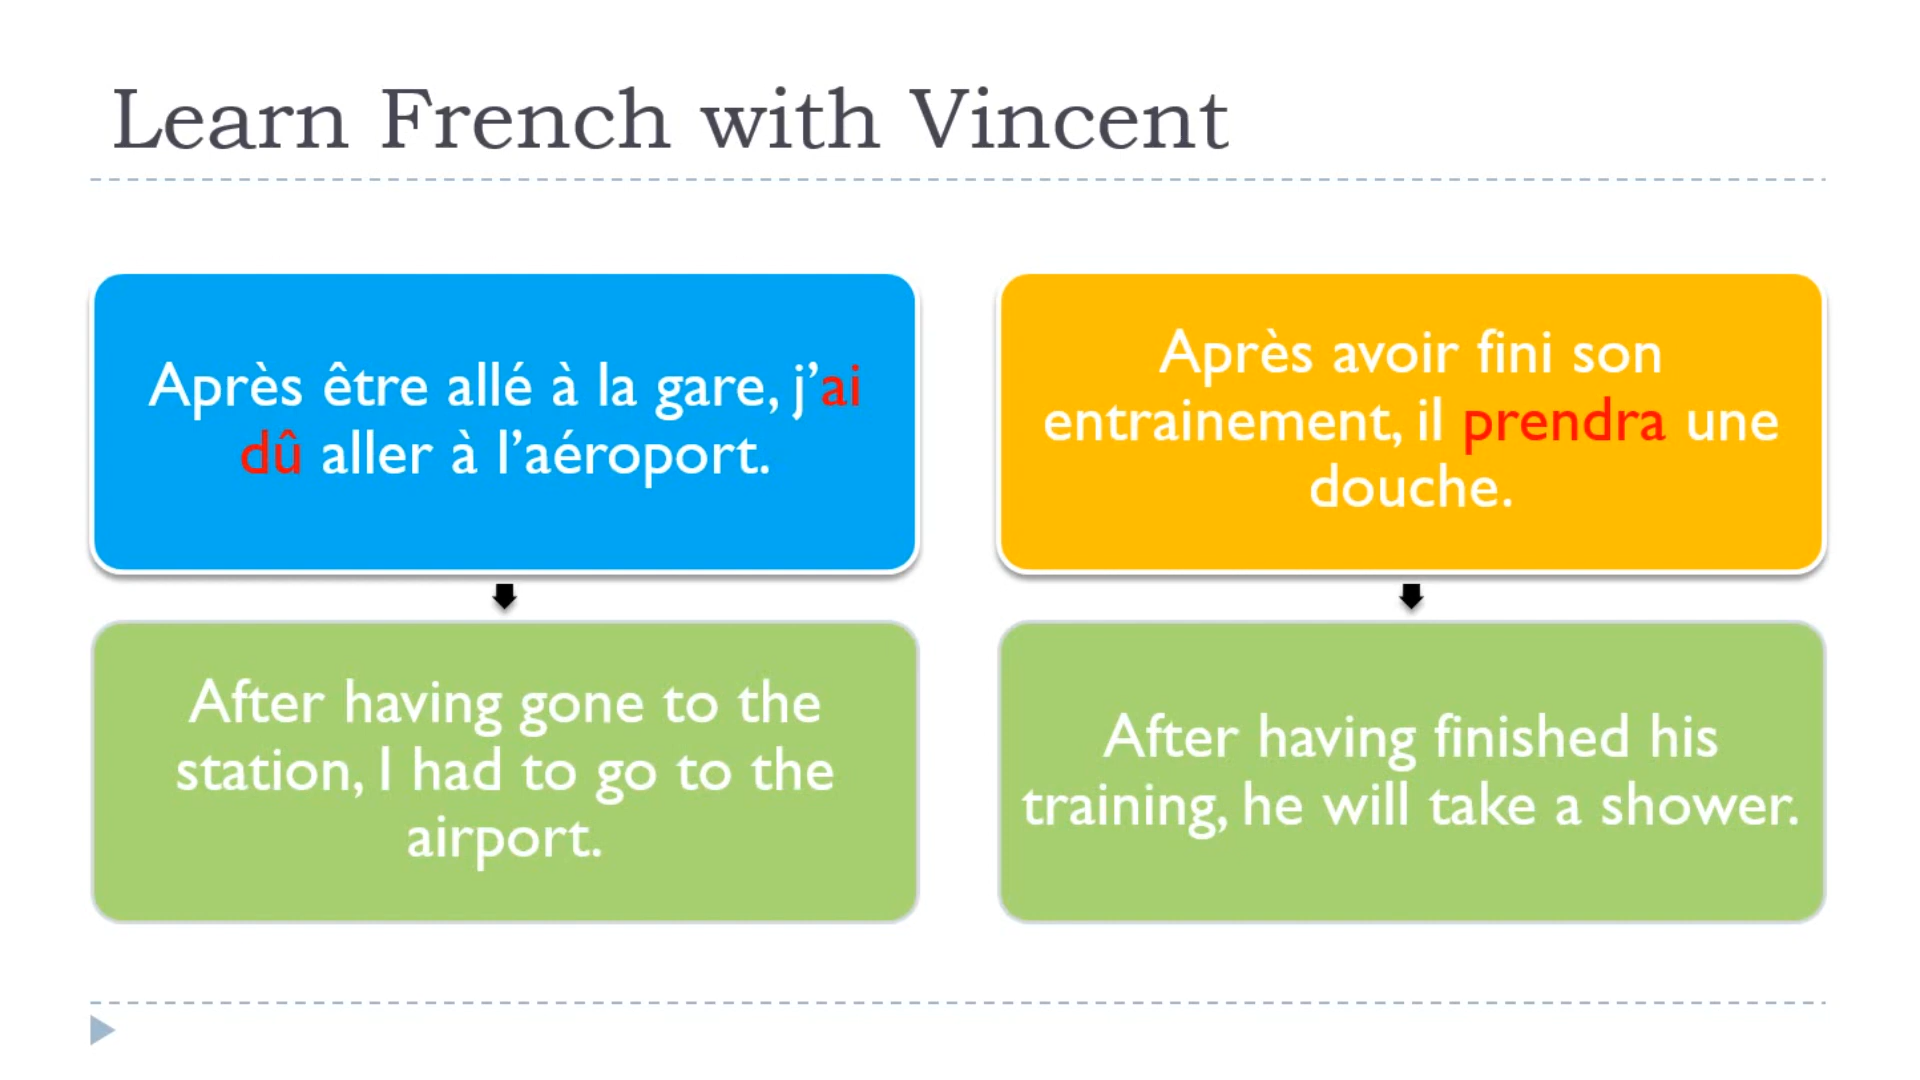 Learn French with Vincent
Après être allé à la gare, j’ai
dû aller à l’aéroport.
Après avoir fini son
entrainement, il prendra une
douche.
After having gone to the
station, I had to go to the
airport.
After having finished his
training, he will take a shower.